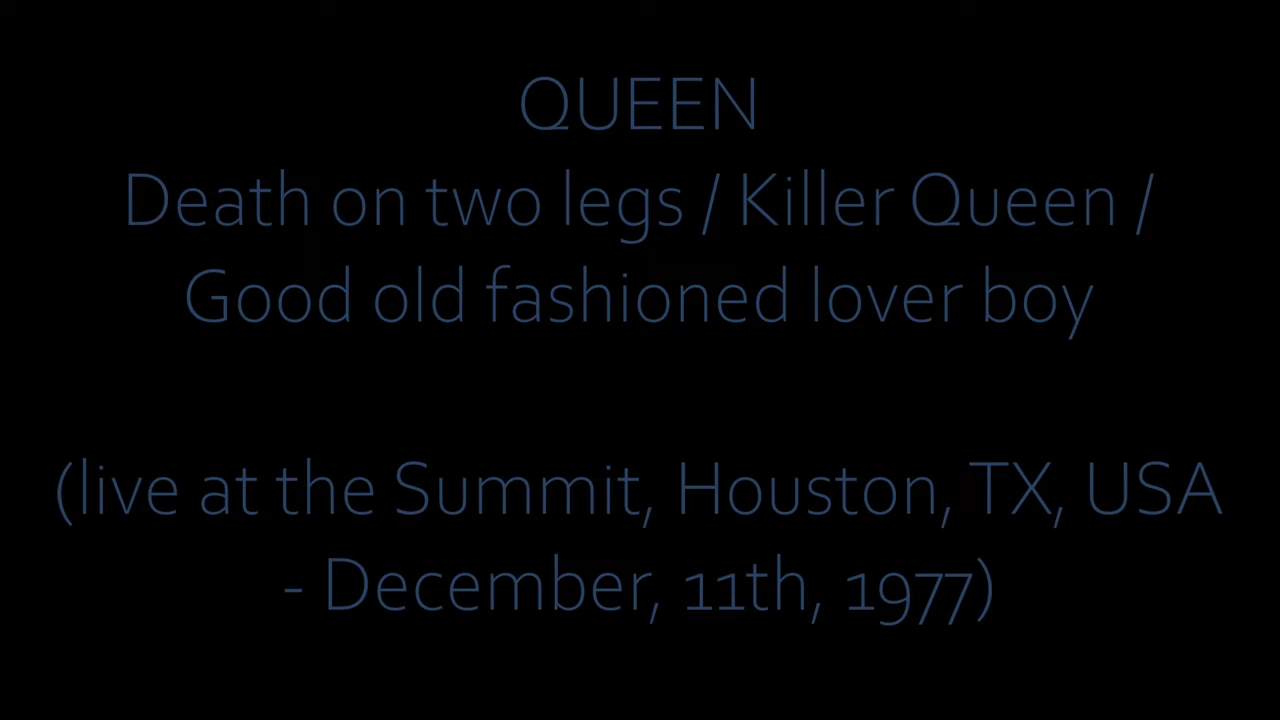 QUEEN
Death on two legs / Killer Queen /
Good old fashioned lover boy
(live at the Summit, Houston, TX, USA
- December, 11th, 1977)